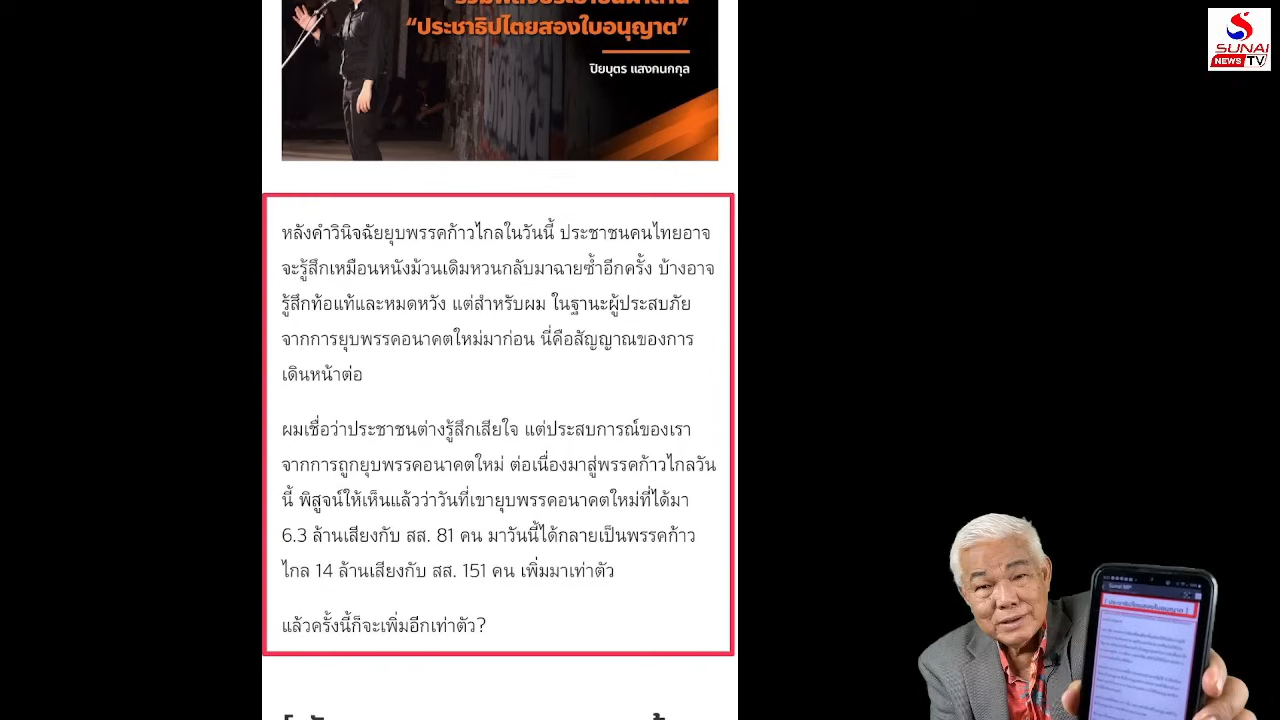 “ประชาธิปไตยสองใบอนุญาต”
ปิยบุตร แสงกนกกุล
SUNAI
NEWS TV
หลังคำวินิจฉัยยุบพรรคก้าวไกลในวันนี้ ประชาชนคนไทยอาจ
จะรู้สึกเหมือนหนังม้วนเดิมหวนกลับมาฉายซ้ำอีกครั้ง บ้างอาจ
รู้สึกท้อแท้และหมดหวัง แต่สำหรับผม ในฐานะผู้ประสบภัย
จากการยุบพรรคอนาคตใหม่มาก่อน นี่คือสัญญาณของการ
เดินหน้าต่อ
ผมเชื่อว่าประชาชนต่างรู้สึกเสียใจ แต่ประสบการณ์ของเรา
จากการถูกยุบพรรคอนาคตใหม่ ต่อเนื่องมาสู่พรรคก้าวไกลวัน
นี้ พิสูจน์ให้เห็นแล้วว่าวันที่เขายุบพรรคอนาคตใหม่ที่ได้มา
6.3 ล้านเสียงกับ สส. 81 คน มาวันนี้ได้กลายเป็นพรรคก้าว
ไกล 14 ล้านเสียงกับ สส. 151 คน เพิ่มมาเท่าตัว
แล้วครั้งนี้ก็จะเพิ่มอีกเท่าตัว?
[ ประชาธิปไตยสองใบอนุญาต ]